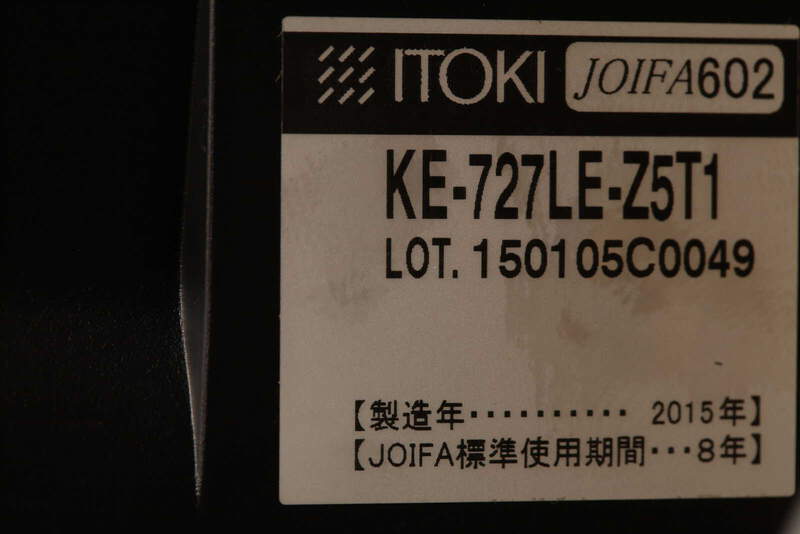 ITOKI JOIFA602
KE-727LE-Z5T1
LOT. 150105C0049
【製造年･･････････ 2015年】
【JOIFA標準使用期間･･･8年】